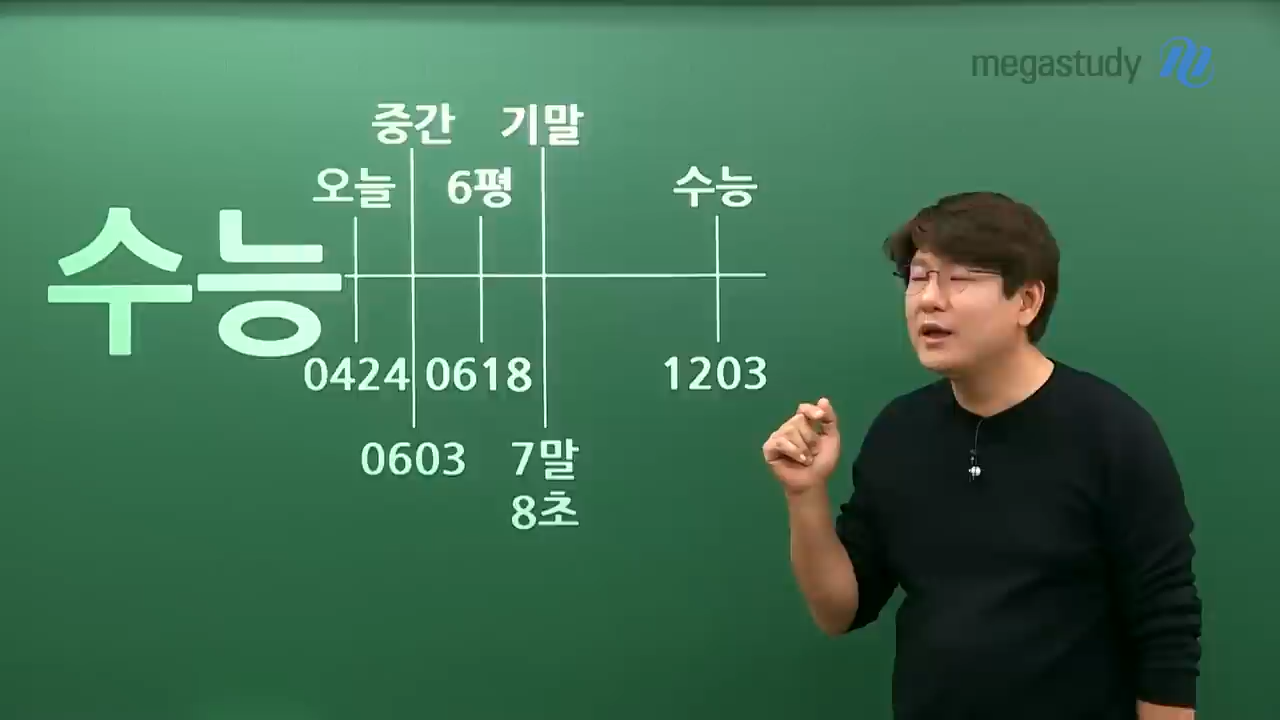 megastudy
중간 기말
오늘 6평 수능
수능
0424 0618 1203
0603 7말
8초